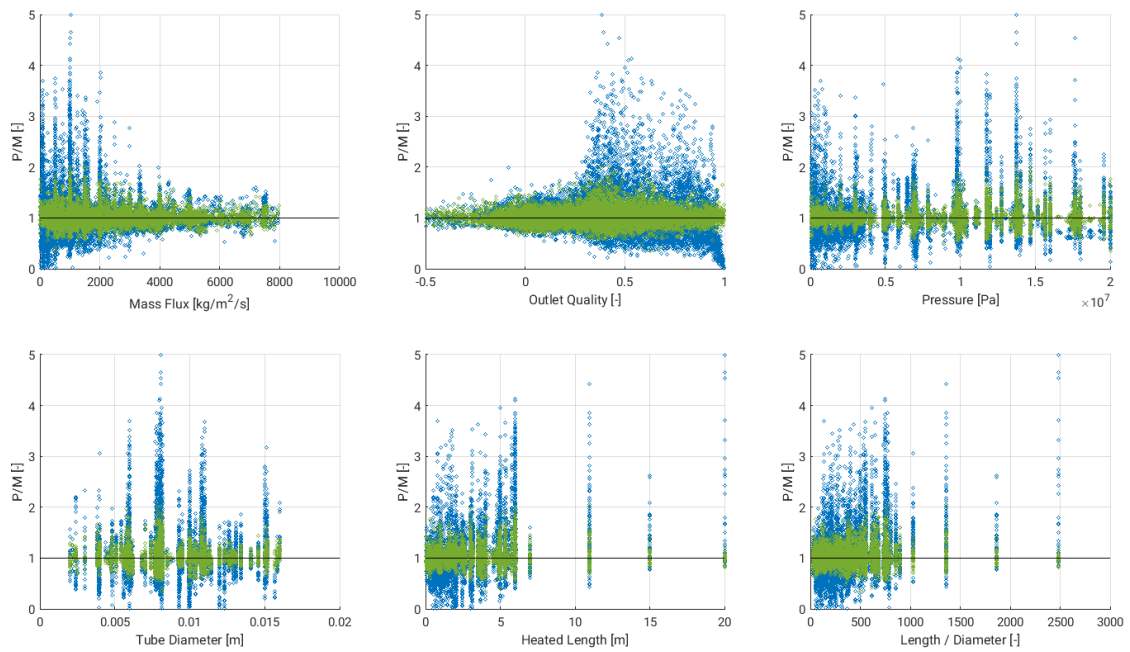 5
4
3
2
1
0
P/M [-]
0 2000 4000 6000 8000 10000
Mass Flux [kg/m²/s]
5
4
3
2
1
0
P/M [-]
-0.5 0 0.5 1
Outlet Quality [-]
5
4
3
2
1
0
P/M [-]
0 0.5 1 1.5 2
Pressure [Pa]
×10⁷
5
4
3
2
1
0
P/M [-]
0 0.005 0.01 0.015 0.02
Tube Diameter [m]
5
4
3
2
1
0
P/M [-]
0 5 10 15 20
Heated Length [m]
5
4
3
2
1
0
P/M [-]
0 500 1000 1500 2000 2500 3000
Length / Diameter [-]